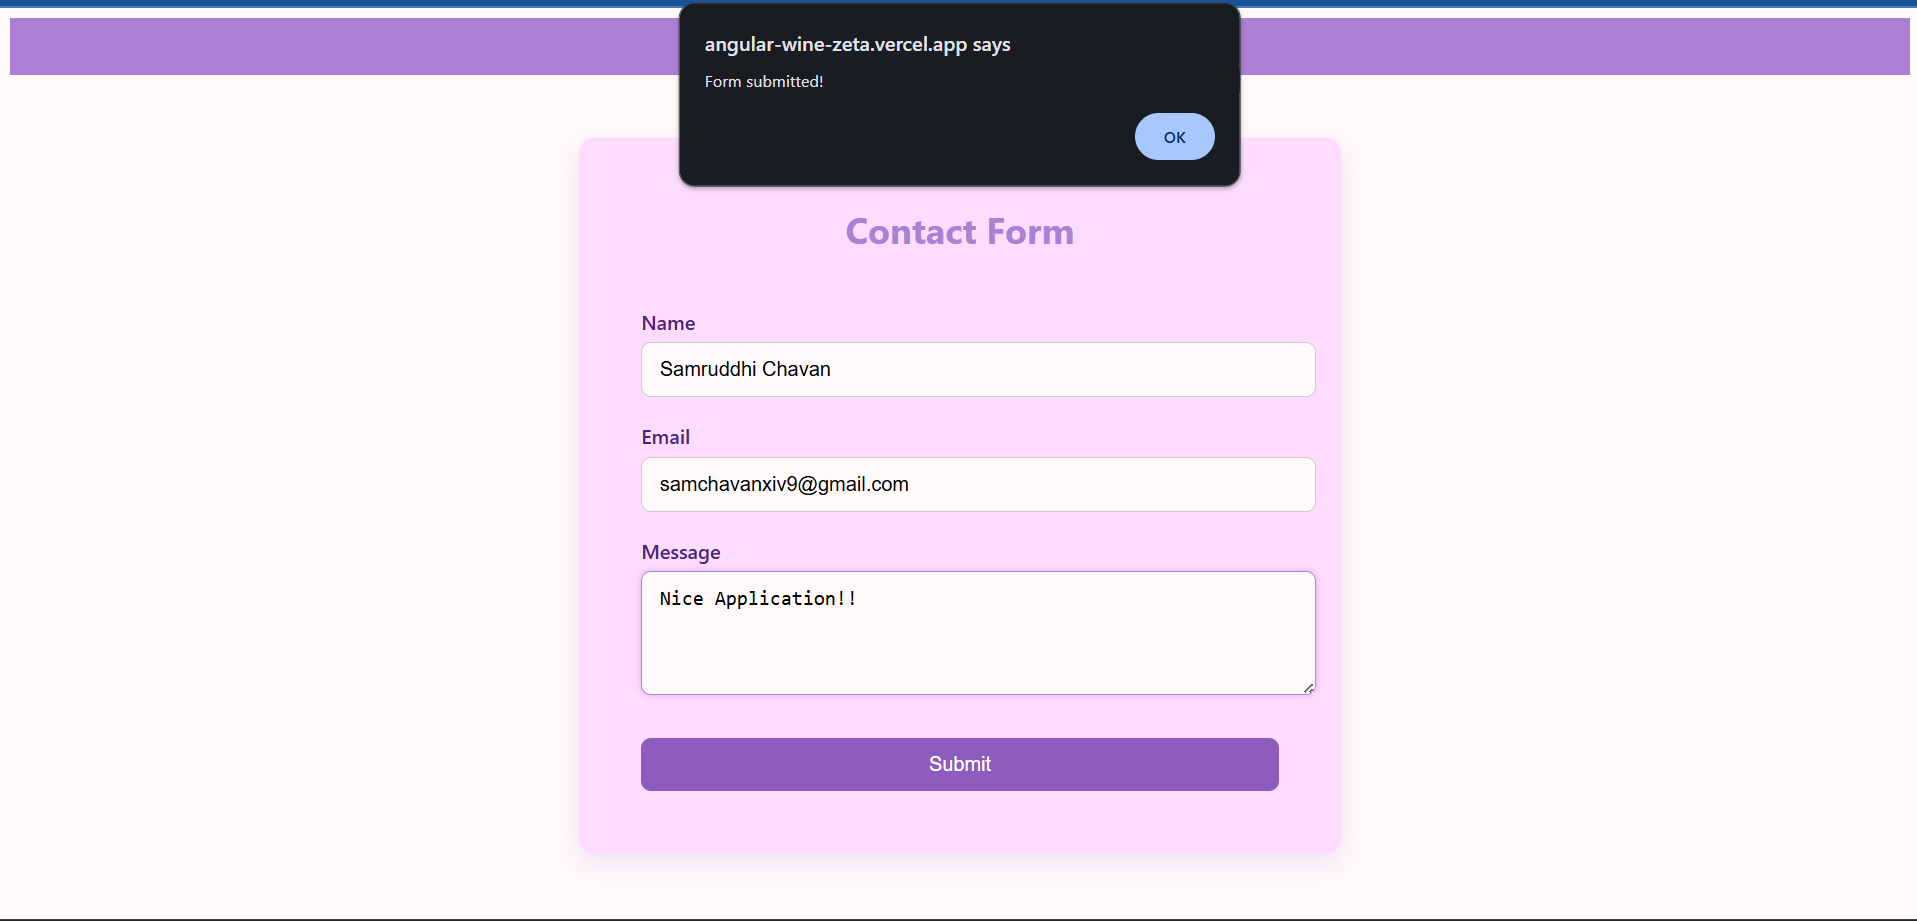 angular-wine-zeta.vercel.app says
Form submitted!
OK
Contact Form
Name
Samruddhi Chavan
Email
samchavanxiv9@gmail.com
Message
Nice Application!!
Submit